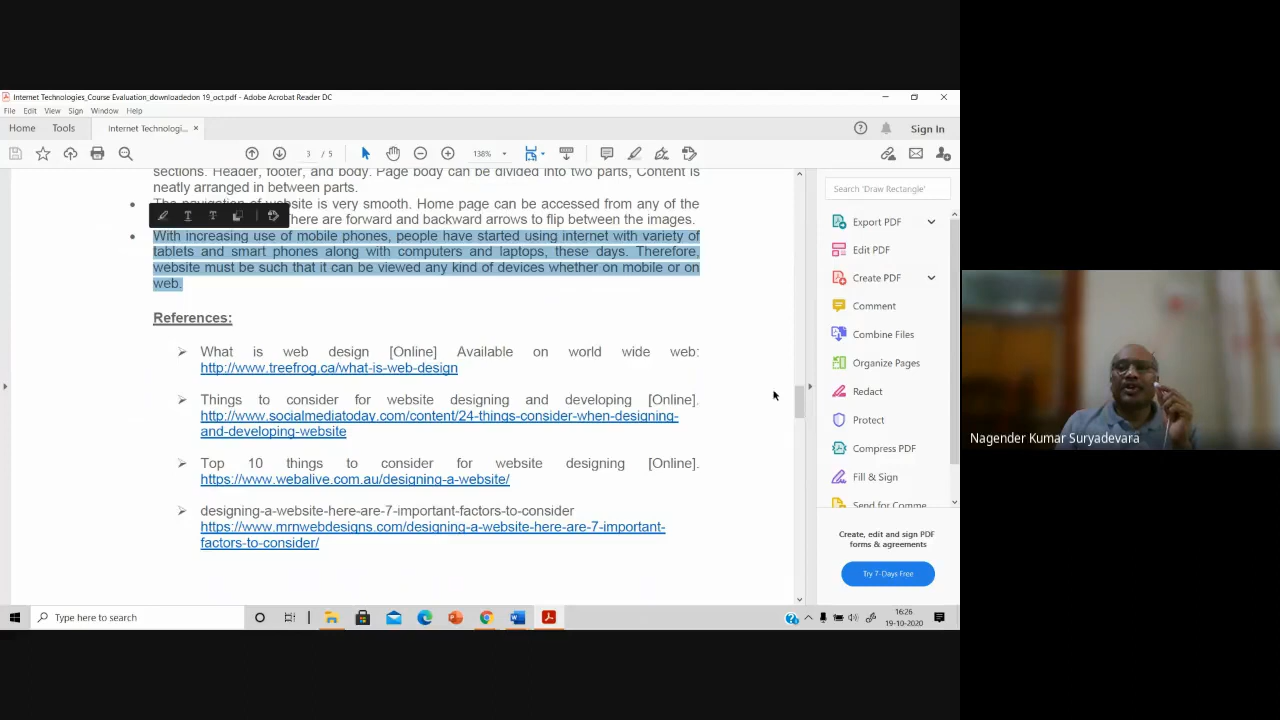 Internet Technologies_Course Evaluation_downloadedon 19_oct.pdf - Adobe Acrobat Reader DC
File Edit View Sign Window Help
Home Tools Internet Technologi... × Sign In
3 / 5 138%
sections. Header, footer, and body. Page body can be divided into two parts, Content is
neatly arranged in between parts.
The navigation of website is very smooth. Home page can be accessed from any of the
here are forward and backward arrows to flip between the images.
With increasing use of mobile phones, people have started using internet with variety of
tablets and smart phones along with computers and laptops, these days. Therefore,
website must be such that it can be viewed any kind of devices whether on mobile or on
web.
References:
What is web design [Online] Available on world wide web:
http://www.treefrog.ca/what-is-web-design
Things to consider for website designing and developing [Online].
http://www.socialmediatoday.com/content/24-things-consider-when-designing-
and-developing-website
Top 10 things to consider for website designing [Online].
https://www.webalive.com.au/designing-a-website/
designing-a-website-here-are-7-important-factors-to-consider
https://www.mrnwebdesigns.com/designing-a-website-here-are-7-important-
factors-to-consider/
Search 'Draw Rectangle'
Export PDF
Edit PDF
Create PDF
Comment
Combine Files
Organize Pages
Redact
Protect
Compress PDF
Fill & Sign
Send for Comme
Create, edit and sign PDF
forms & agreements
Try 7-Days Free
Nagender Kumar Suryadevara
Type here to search
16:26
19-10-2020